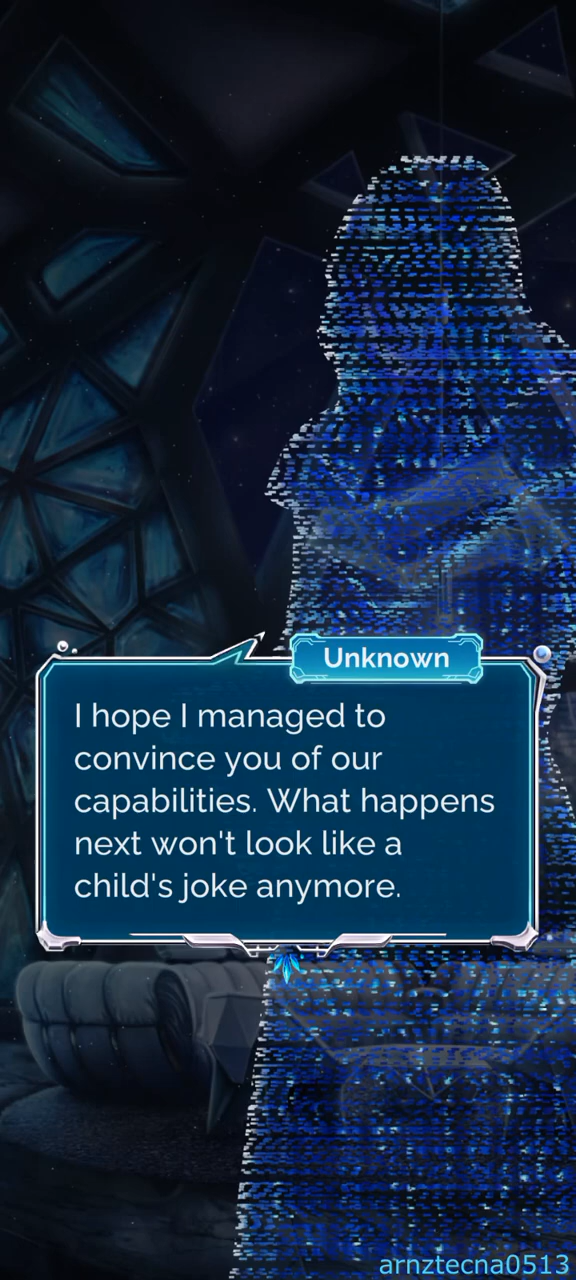 Unknown
I hope I managed to
convince you of our
capabilities. What happens
next won't look like a
child's joke anymore.
arnztecna0513